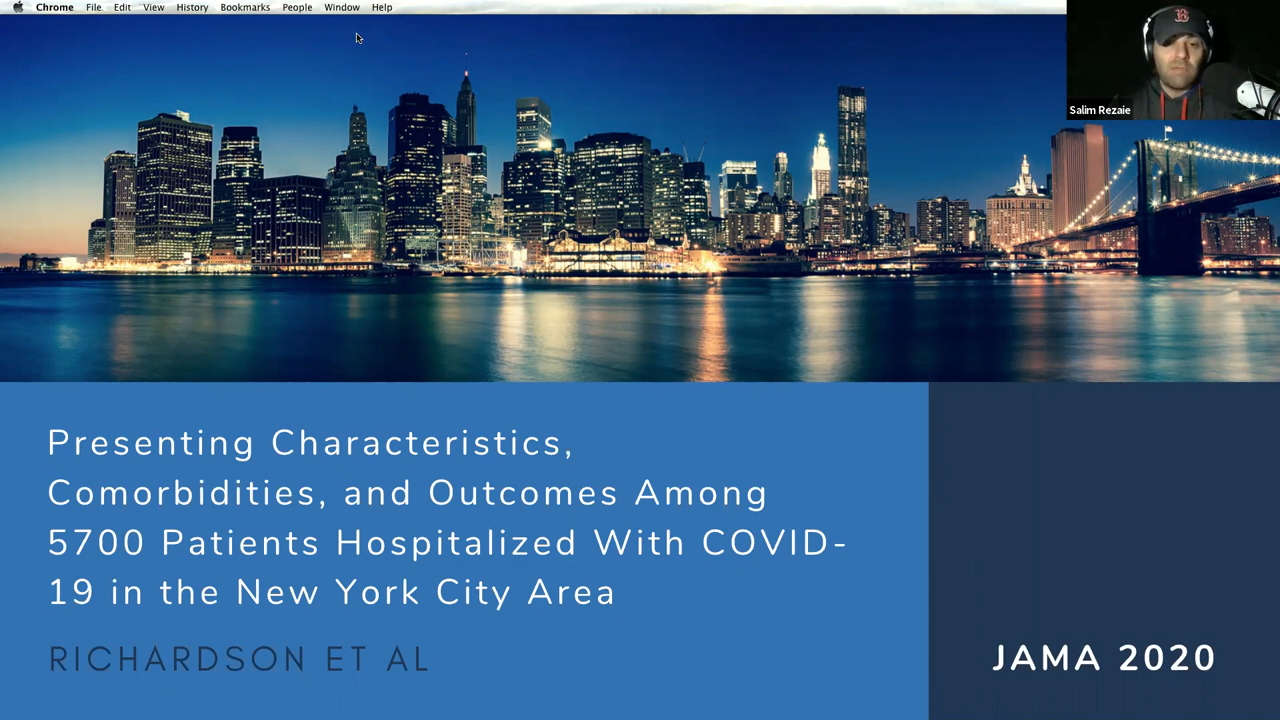 Chrome File Edit View History Bookmarks People Window Help
B
Salim Rezaie
Presenting Characteristics,
Comorbidities, and Outcomes Among
5700 Patients Hospitalized With COVID-
19 in the New York City Area
RICHARDSON ET AL
JAMA 2020